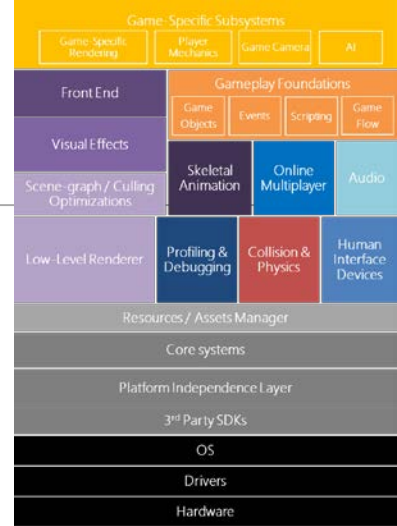 Game-Specific Subsystems
Game-Specific
Rendering
Player
Mechanics
Game Camera
AI
Front End
Gameplay Foundations
Game
Objects
Events
Scripting
Game
Flow
Visual Effects
Skeletal
Animation
Online
Multiplayer
Audio
Scene-graph / Culling
Optimizations
Low-Level Renderer
Profiling &
Debugging
Collision &
Physics
Human
Interface
Devices
Resources / Assets Manager
Core systems
Platform Independence Layer
3rd Party SDKs
OS
Drivers
Hardware